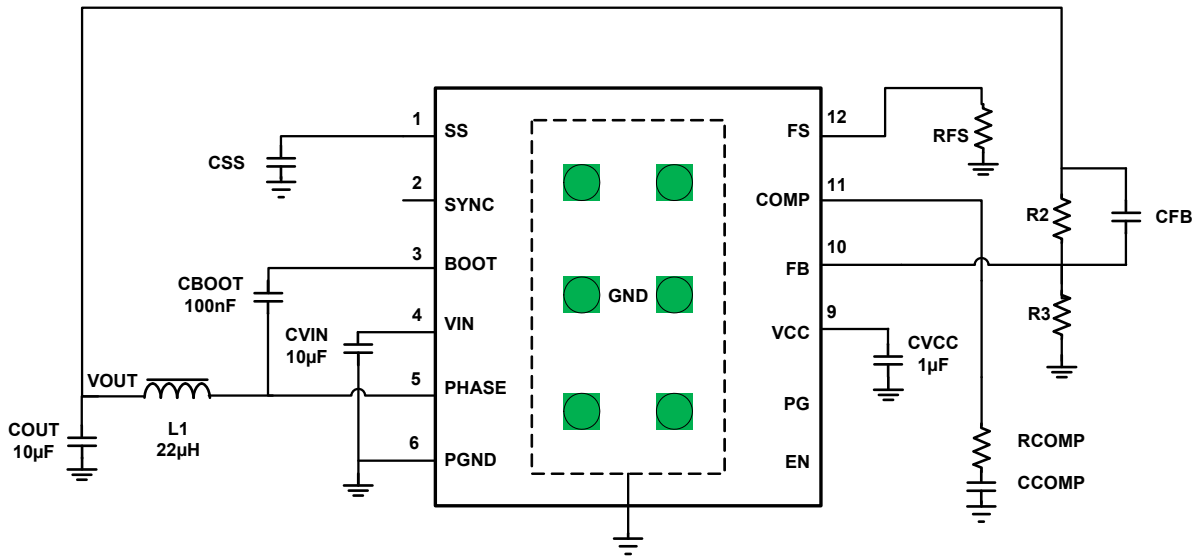 1
SS
CSS
2
SYNC
3
BOOT
CBOOT
100nF
4
VIN
CVIN
10µF
5
PHASE
VOUT
L1
22µH
COUT
10µF
6
PGND
GND
12
FS
RFS
11
COMP
R2
CFB
10
FB
R3
9
VCC
CVCC
1µF
PG
EN
RCOMP
CCOMP